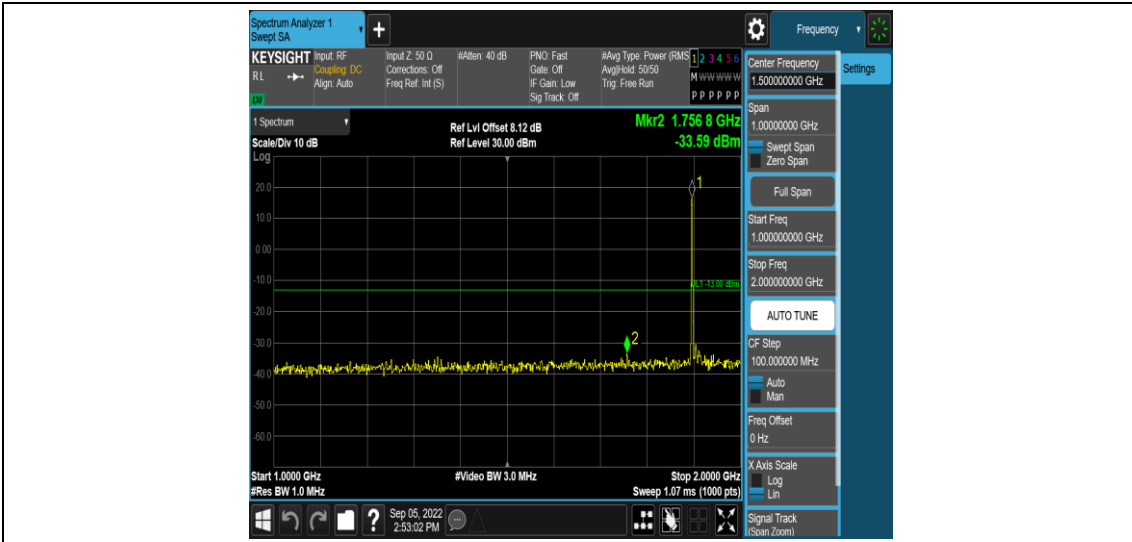 Spectrum Analyzer 1
Swept SA
+
Frequency
KEYSIGHT
RL
LXI
Input: RF
Coupling: DC
Align: Auto
Input Z: 50 Ω
Corrections: Off
Freq Ref: Int (S)
#Atten: 40 dB
PNO: Fast
Gate: Off
IF Gain: Low
Sig Track: Off
#Avg Type: Power (RMS
Avg|Hold: 50/50
Trig: Free Run
1 2 3 4 5 6
M W W W W W
P P P P P P
1 Spectrum
Scale/Div 10 dB
Log
Ref Lvl Offset 8.12 dB
Ref Level 30.00 dBm
Mkr2 1.756 8 GHz
-33.59 dBm
20.0
10.0
0.00
-10.0
-20.0
-30.0
-40.0
-50.0
-60.0
1
DL1 -13.00 dBm
2
Start 1.0000 GHz
#Res BW 1.0 MHz
#Video BW 3.0 MHz
Stop 2.0000 GHz
Sweep 1.07 ms (1000 pts)
?
Sep 05, 2022
2:53:02 PM
Center Frequency
1.500000000 GHz
Settings
Span
1.00000000 GHz
Swept Span
Zero Span
Full Span
Start Freq
1.000000000 GHz
Stop Freq
2.000000000 GHz
AUTO TUNE
CF Step
100.000000 MHz
Auto
Man
Freq Offset
0 Hz
X Axis Scale
Log
Lin
Signal Track
(Span Zoom)